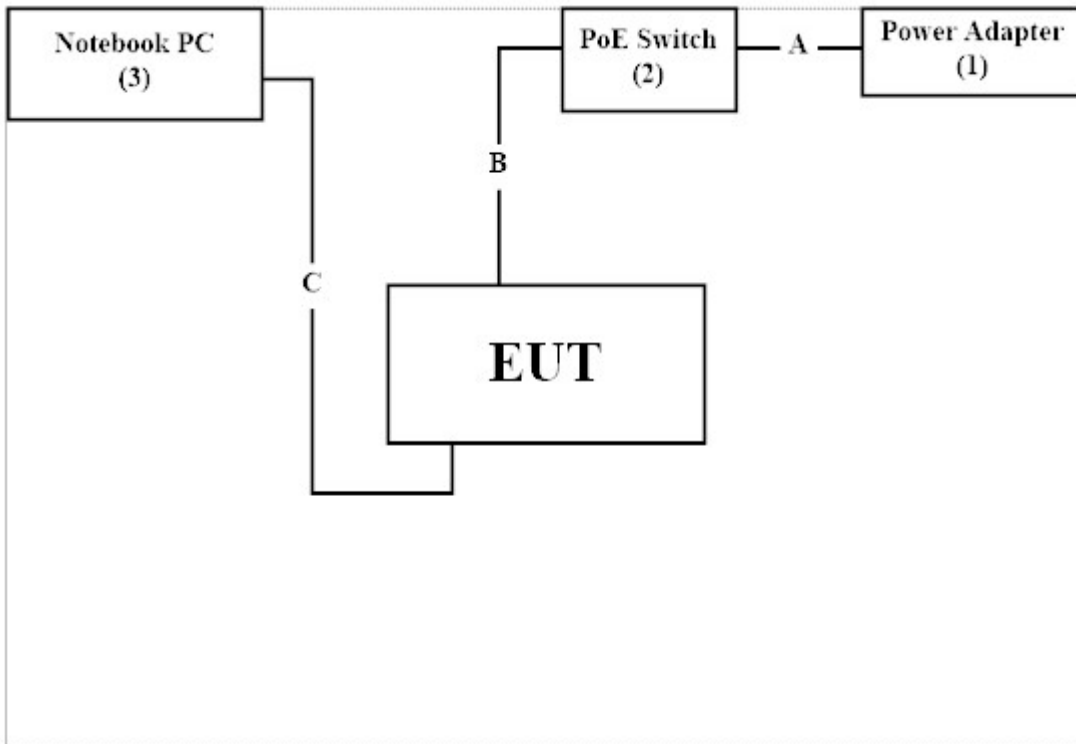 Notebook PC
(3)
PoE Switch
(2)
A
Power Adapter
(1)
B
C
EUT